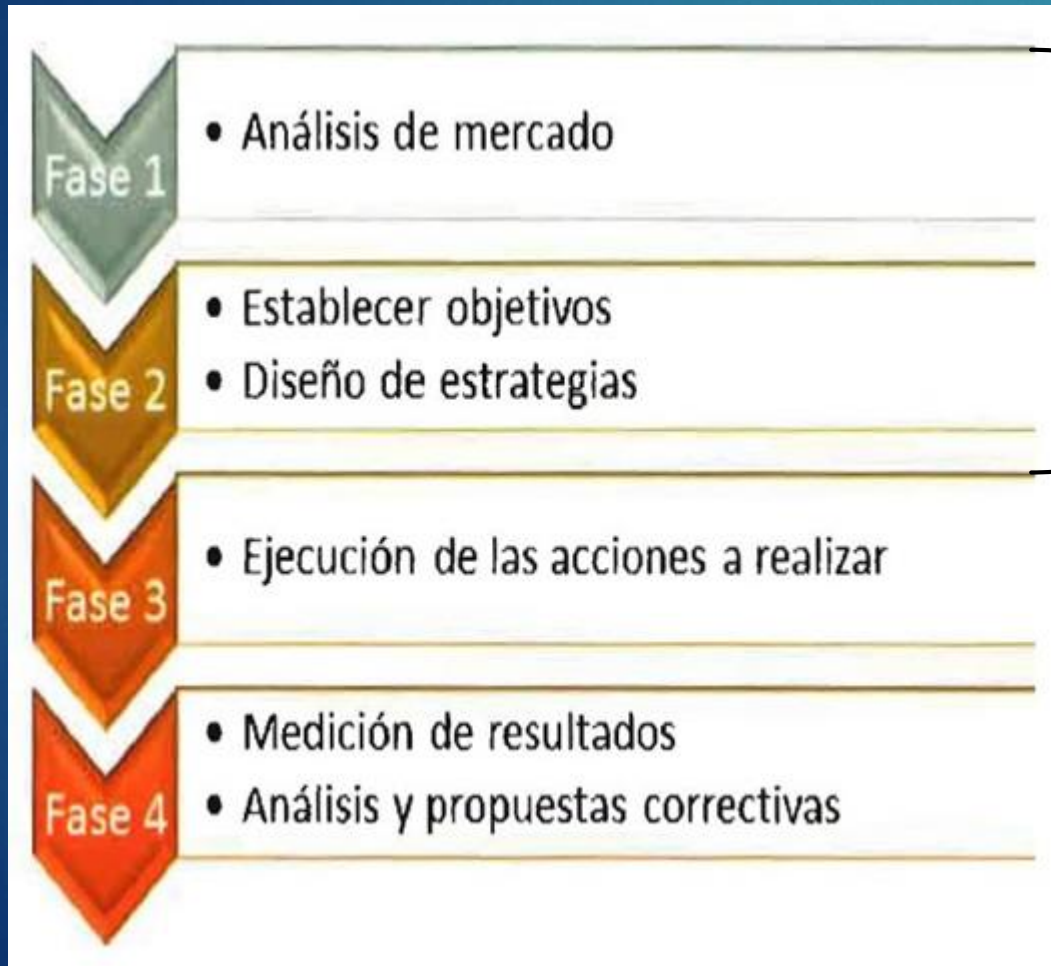 Fase 1
• Análisis de mercado
Fase 2
• Establecer objetivos
• Diseño de estrategias
Fase 3
• Ejecución de las acciones a realizar
Fase 4
• Medición de resultados
• Análisis y propuestas correctivas